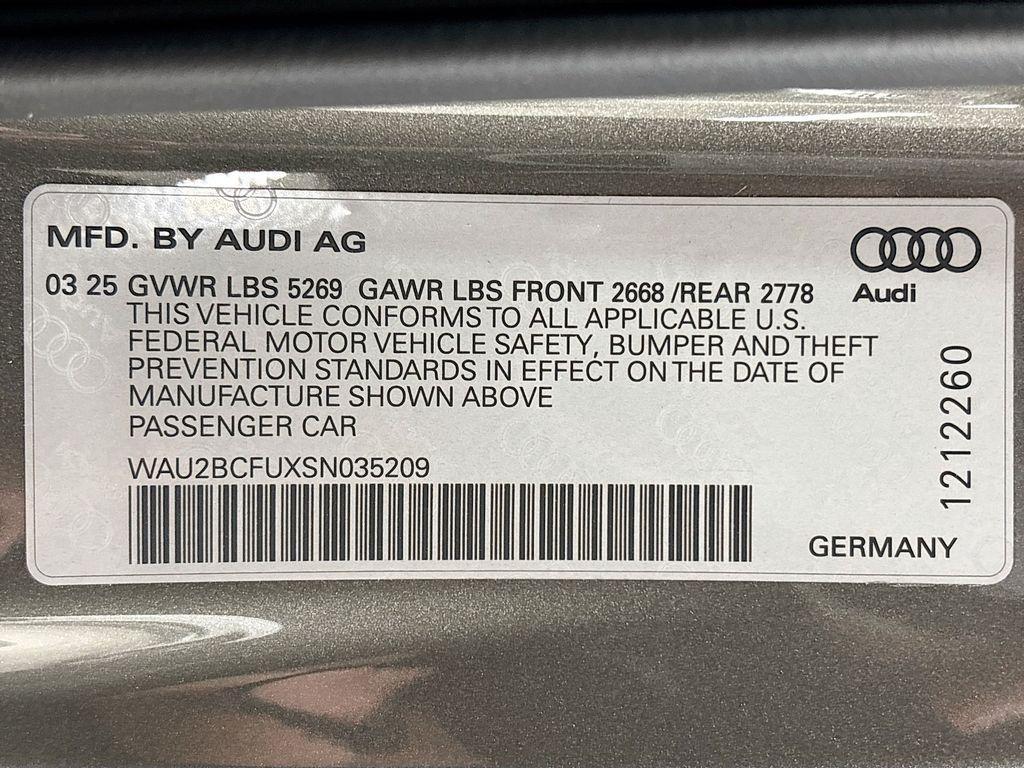 MFD. BY AUDI AG
03 25 GVWR LBS 5269 GAWR LBS FRONT 2668 /REAR 2778
THIS VEHICLE CONFORMS TO ALL APPLICABLE U.S.
FEDERAL MOTOR VEHICLE SAFETY, BUMPER AND THEFT
PREVENTION STANDARDS IN EFFECT ON THE DATE OF
MANUFACTURE SHOWN ABOVE
PASSENGER CAR
WAU2BCFUXSN035209
Audi
12122260
GERMANY